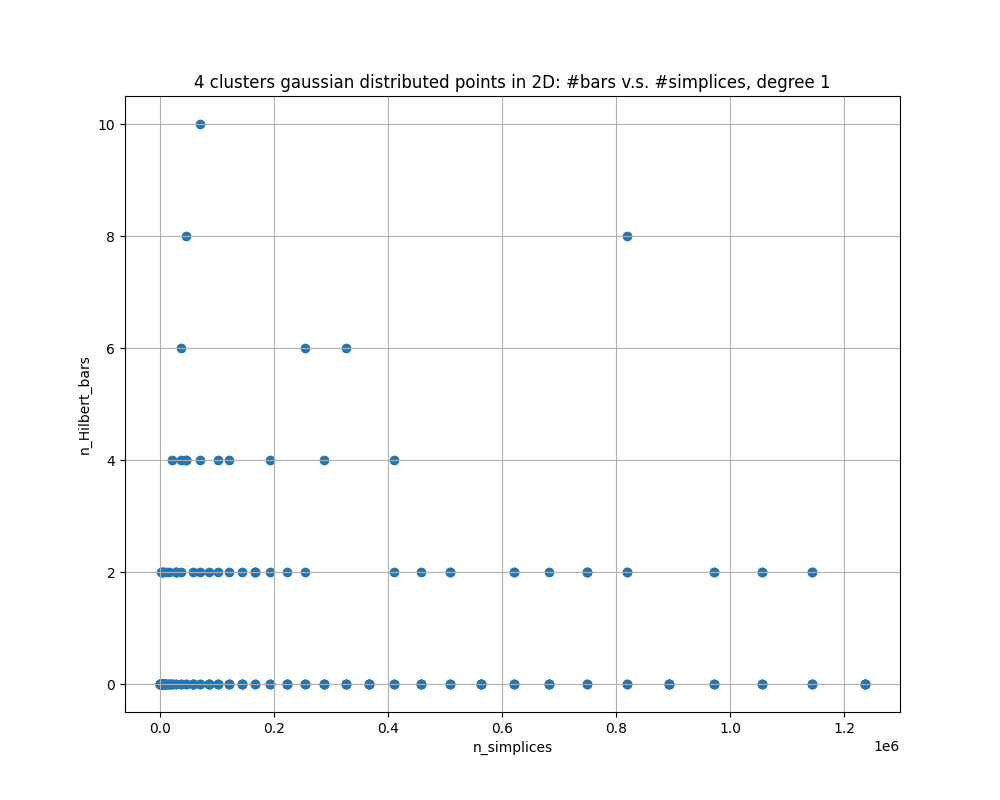 4 clusters gaussian distributed points in 2D: #bars v.s. #simplices, degree 1
10
8
6
4
2
0
n_Hilbert_bars
0.0 0.2 0.4 0.6 0.8 1.0 1.2
1e6
n_simplices